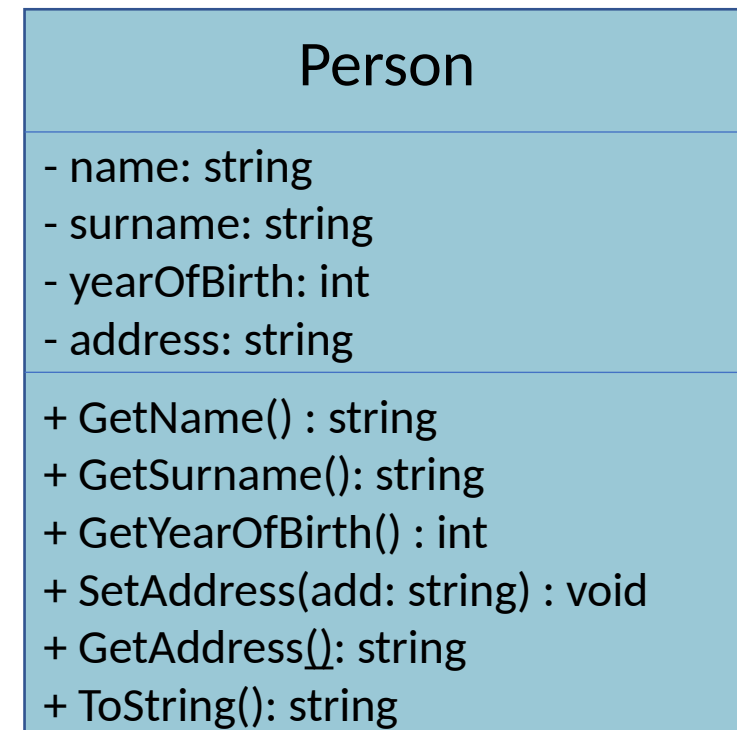 Person
- name: string
- surname: string
- yearOfBirth: int
- address: string
+ GetName() : string
+ GetSurname(): string
+ GetYearOfBirth() : int
+ SetAddress(add: string) : void
+ GetAddress(): string
+ ToString(): string